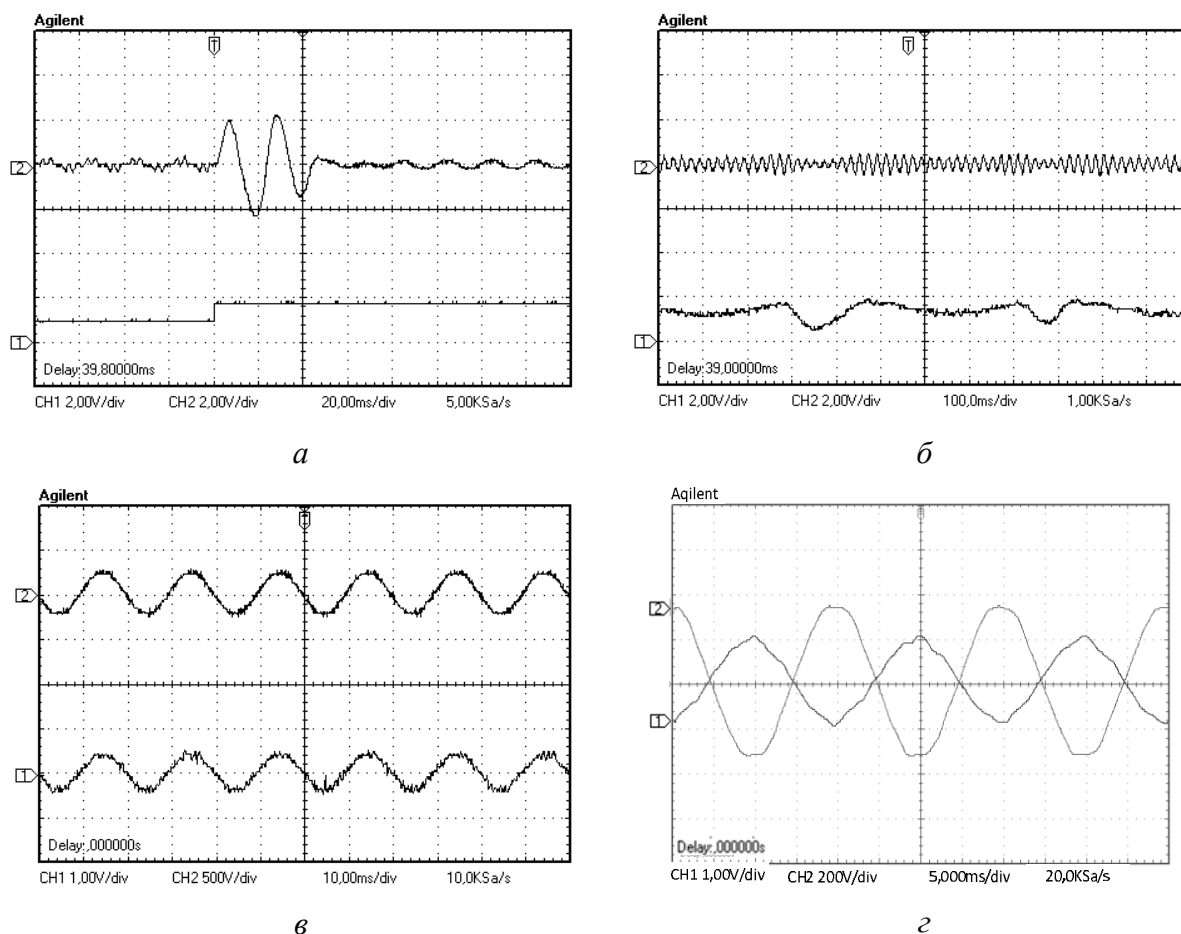 Agilent
T
2
1
Delay:39,80000ms
CH1 2,00V/div CH2 2,00V/div 20,00ms/div 5,00KSa/s
а
Agilent
T
2
1
Delay:39,00000ms
CH1 2,00V/div CH2 2,00V/div 100,0ms/div 1,00KSa/s
б
Agilent
T
2
1
Delay:,000000s
CH1 1,00V/div CH2 500V/div 10,00ms/div 10,0KSa/s
в
Aqilent
2
1
Delay:,000000s
CH1 1,00V/div CH2 200V/div 5,000ms/div 20,0KSa/s
г